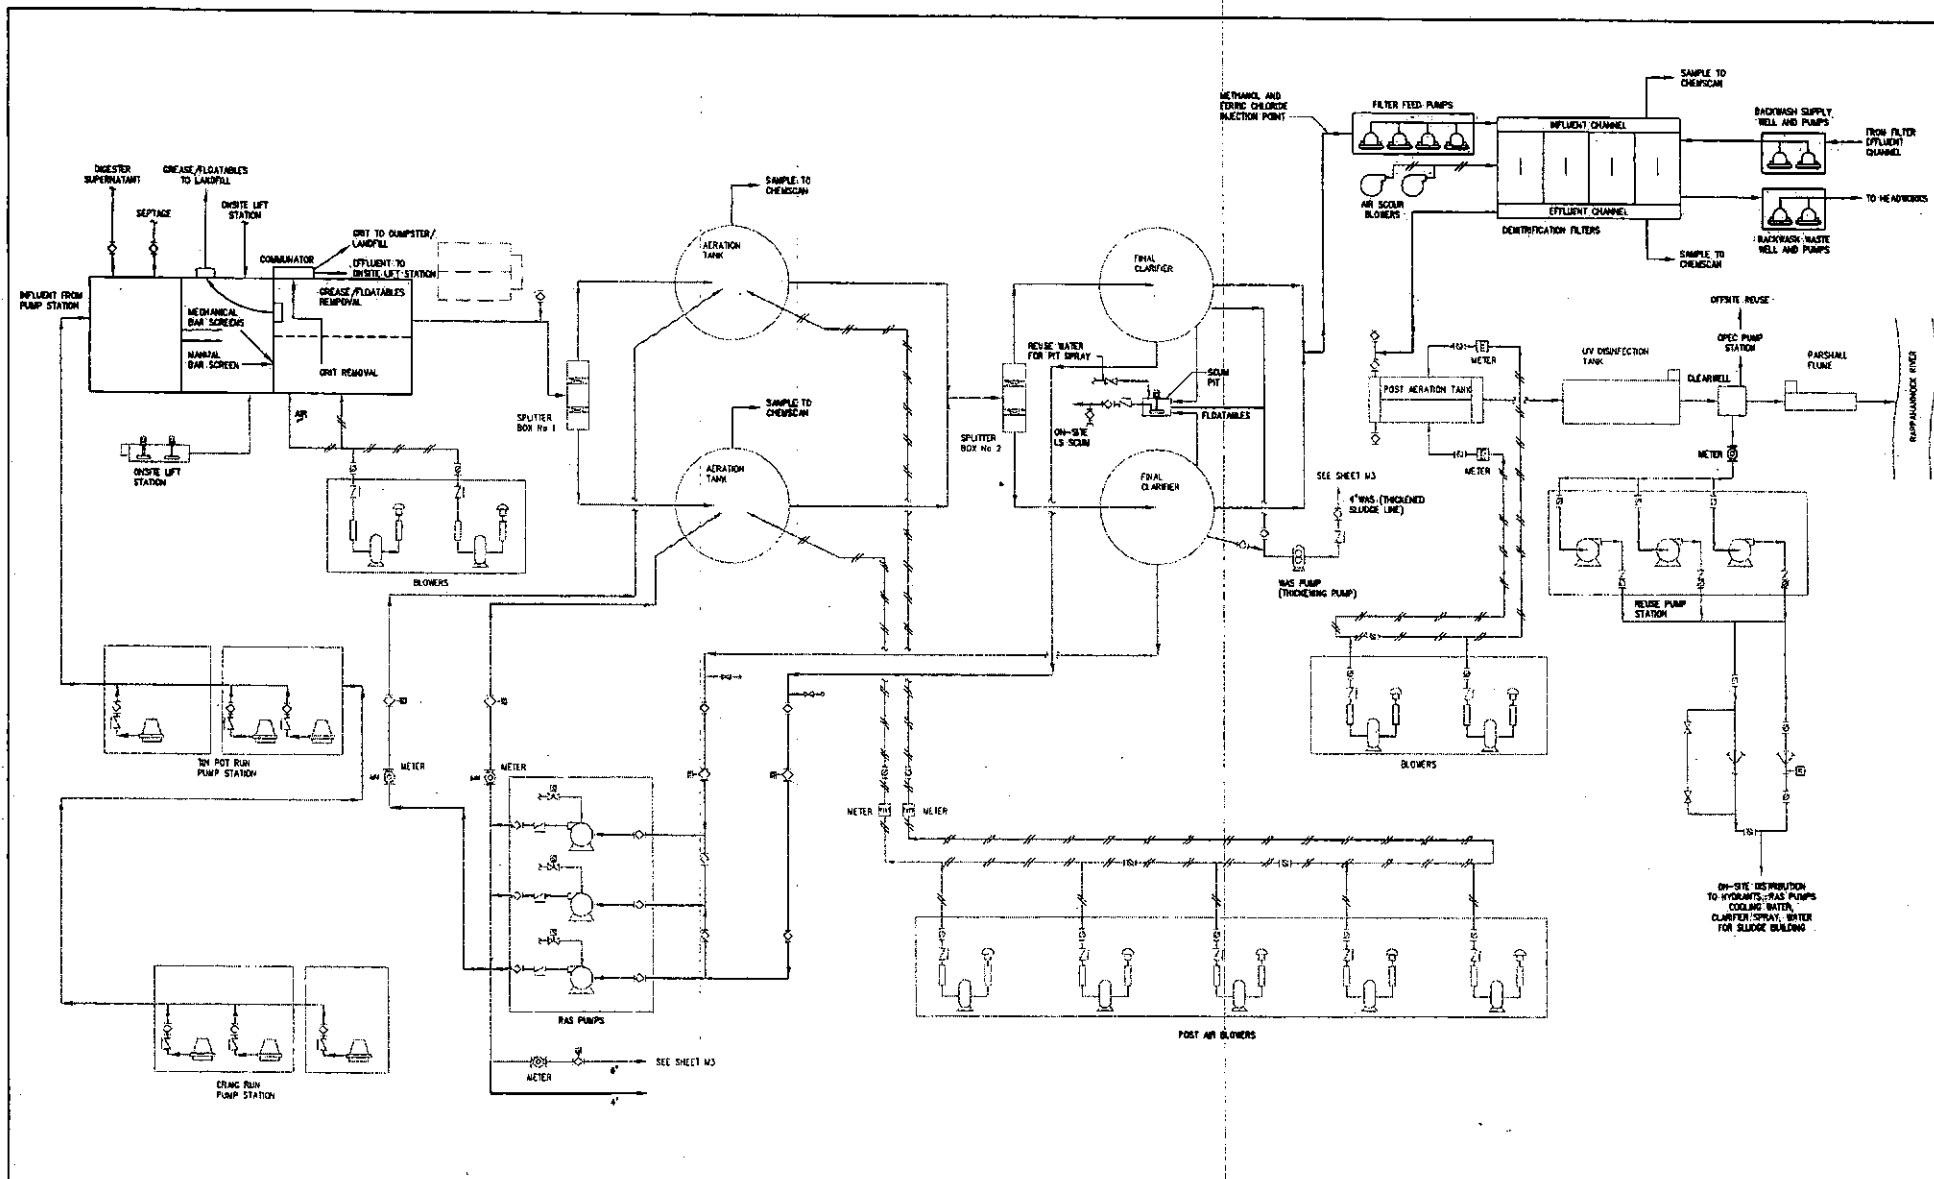 METHANOL AND
FERRIC CHLORIDE
INJECTION POINT
FILTER FEED PUMPS
SAMPLE TO
CHEMSCAN
INFLUENT CHANNEL
BACKWASH SUPPLY
WELL AND PUMPS
FROM FILTER
EFFLUENT
CHANNEL
AIR SCOUR
BLOWERS
EFFLUENT CHANNEL
DENITRIFICATION FILTERS
TO HEADWORKS
BACKWASH WASTE
WELL AND PUMPS
SAMPLE TO
CHEMSCAN
DIGESTER
SUPERNATANT
GREASE/FLOATABLES
TO LANDFILL
SEPTAGE
ONSITE LIFT
STATION
GRIT TO DUMPSTER/
LANDFILL
COMMUNATOR
EFFLUENT TO
ONSITE LIFT STATION
INFLUENT FROM
PUMP STATION
GREASE/FLOATABLES
REMPOVAL
MECHANICAL
BAR SCREENS
MANUAL
BAR SCREEN
GRIT REMOVAL
AIR
ONSITE LIFT
STATION
BLOWERS
SPLITTER
BOX No 1
SAMPLE TO
CHEMSCAN
AERATION
TANK
SAMPLE TO
CHEMSCAN
AERATION
TANK
SPLITTER
BOX No 2
FINAL
CLARIFIER
REUSE WATER
FOR PIT SPRAY
SCUM
PIT
FLOATABLES
ON-SITE
LS SCUM
FINAL
CLARIFIER
SEE SHEET M3
4" WAS (THICKENED
SLUDGE LINE)
WAS PUMP
(THICKENING PUMP)
METER
POST AERATION TANK
METER
UV DISINFECTION
TANK
OFFSITE REUSE
OPEC PUMP
STATION
CLEARWELL
PARSHALL
FLUME
RAPPAHANNOCK RIVER
METER
REUSE PUMP
STATION
BLOWERS
TIN POT RUN
PUMP STATION
METER
METER
METER
METER
RAS PUMPS
CRAIG RUN
PUMP STATION
METER
6"
SEE SHEET M3
4"
POST AIR BLOWERS
ON-SITE DISTRIBUTION
TO HYDRANTS, RAS PUMPS
COOLING WATER,
CLARIFIER SPRAY, WATER
FOR SLUDGE BUILDING